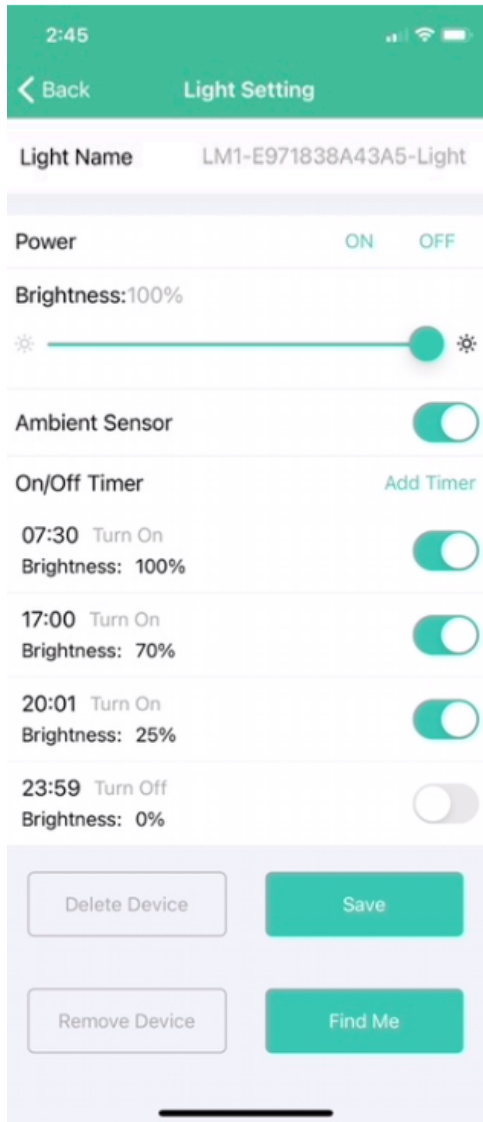 2:45
Back Light Setting
Light Name LM1-E971838A43A5-Light
Power ON OFF
Brightness:100%
Ambient Sensor
On/Off Timer Add Timer
07:30 Turn On
Brightness: 100%
17:00 Turn On
Brightness: 70%
20:01 Turn On
Brightness: 25%
23:59 Turn Off
Brightness: 0%
Delete Device Save
Remove Device Find Me